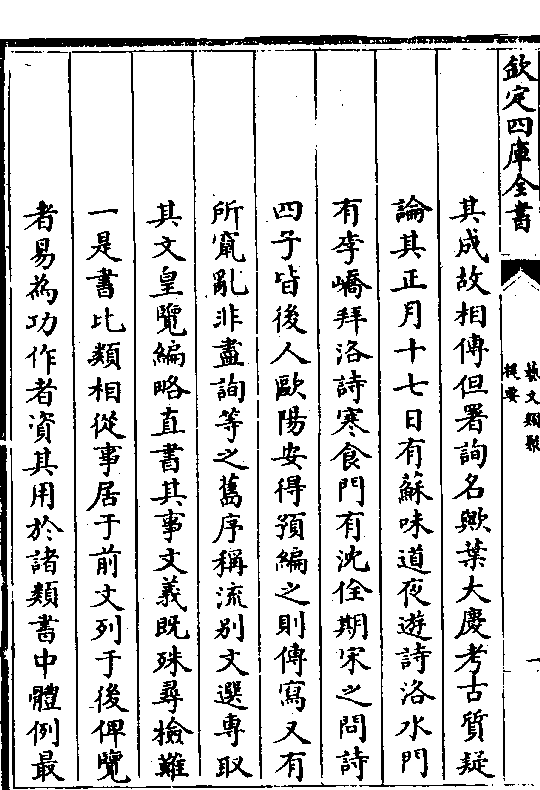 欽定四庫全書
藝文類聚
提要
一
其成故相傳但署詢名歟葉大慶考古質疑
論其正月十七日有蘇味道夜遊詩洛水門
有李嶠拜洛詩寒食門有沈佺期宋之問詩
四子皆後人歐陽安得預編之則傳寫又有
所竄亂非盡詢等之舊序稱流别文選專取
其文皇覽編略直書其事文義既殊尋檢難
一是書比類相從事居于前文列于後俾覽
者易為功作者資其用於諸類書中體例最